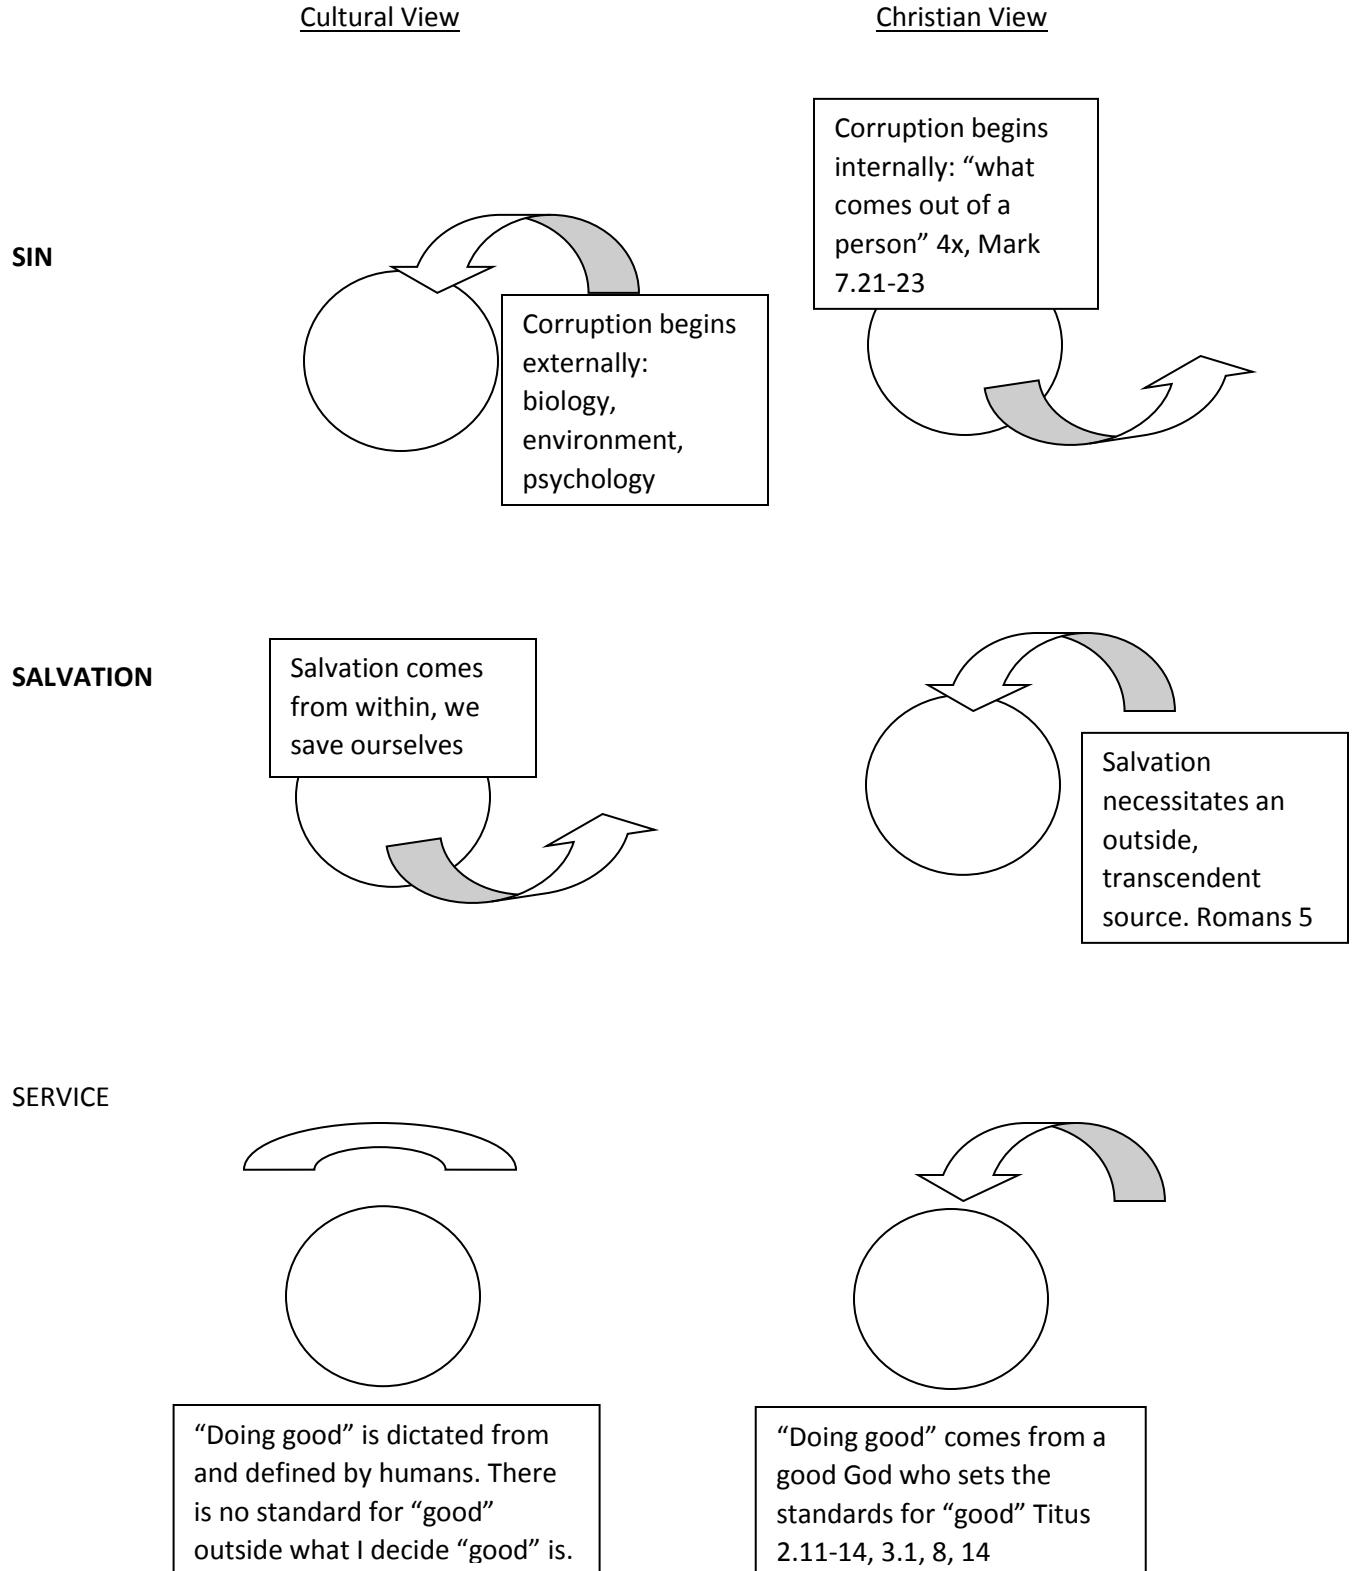 Cultural View
Christian View
SIN
Corruption begins
externally:
biology,
environment,
psychology
Corruption begins
internally: “what
comes out of a
person” 4x, Mark
7.21-23
SALVATION
Salvation comes
from within, we
save ourselves
Salvation
necessitates an
outside,
transcendent
source. Romans 5
SERVICE
“Doing good” is dictated from
and defined by humans. There
is no standard for “good”
outside what I decide “good” is.
“Doing good” comes from a
good God who sets the
standards for “good” Titus
2.11-14, 3.1, 8, 14